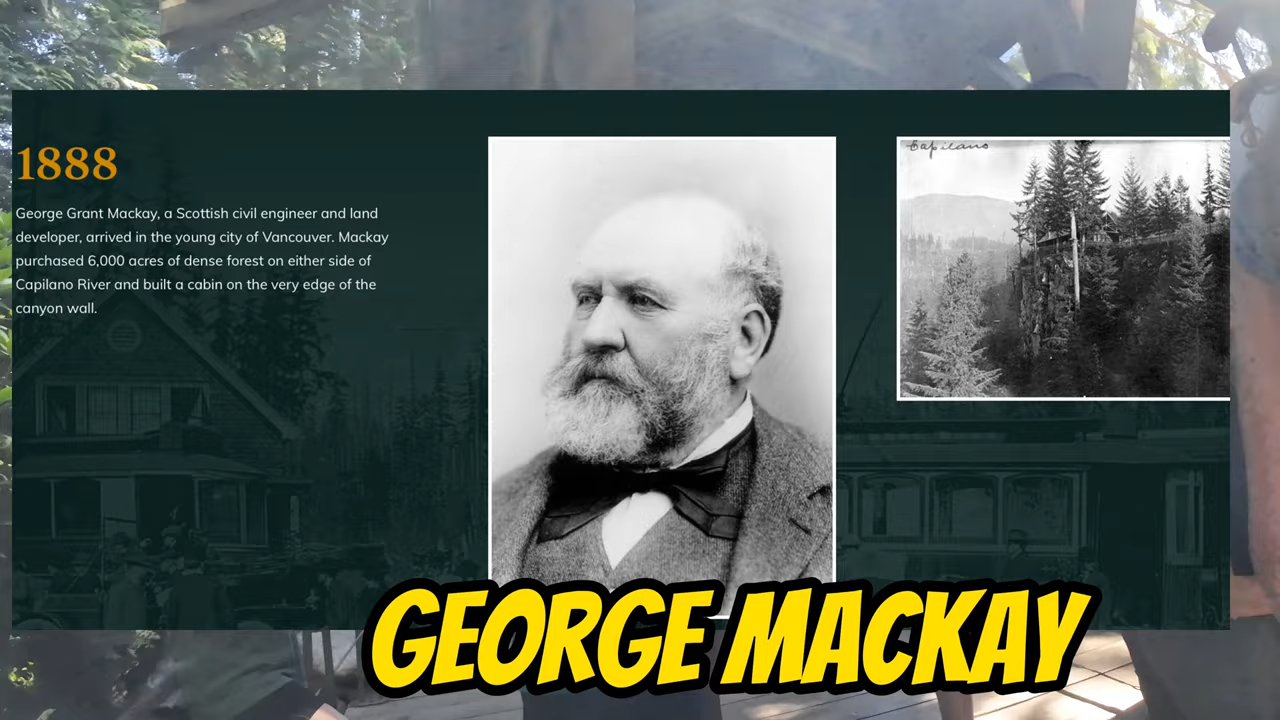 1888
George Grant Mackay, a Scottish civil engineer and land
developer, arrived in the young city of Vancouver. Mackay
purchased 6,000 acres of dense forest on either side of
Capilano River and built a cabin on the very edge of the
canyon wall.
Capilano
GEORGE MACKAY